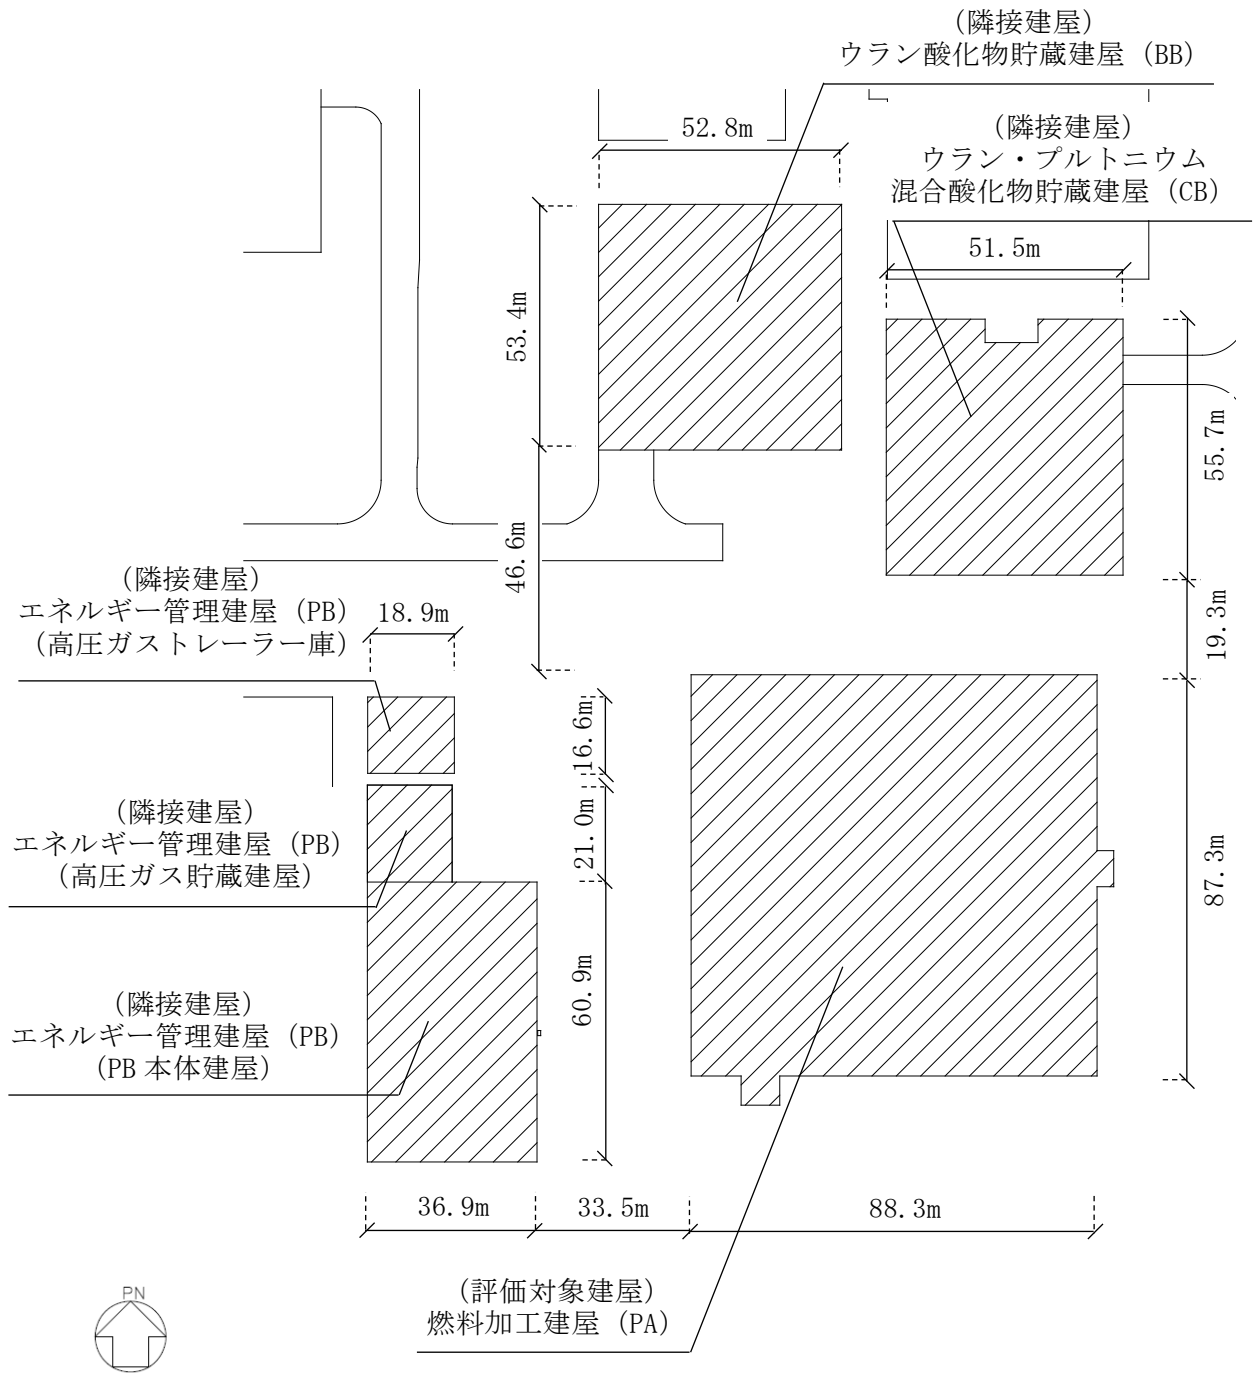 （隣接建屋）
ウラン酸化物貯蔵建屋（BB）
52.8m
（隣接建屋）
ウラン・プルトニウム
混合酸化物貯蔵建屋（CB）
51.5m
53.4m
55.7m
46.6m
（隣接建屋）
エネルギー管理建屋（PB）
（高圧ガストレーラー庫）
18.9m
19.3m
16.6m
（隣接建屋）
エネルギー管理建屋（PB）
（高圧ガス貯蔵建屋）
21.0m
87.3m
（隣接建屋）
エネルギー管理建屋（PB）
（PB 本体建屋）
60.9m
36.9m
33.5m
88.3m
（評価対象建屋）
燃料加工建屋（PA）
PN